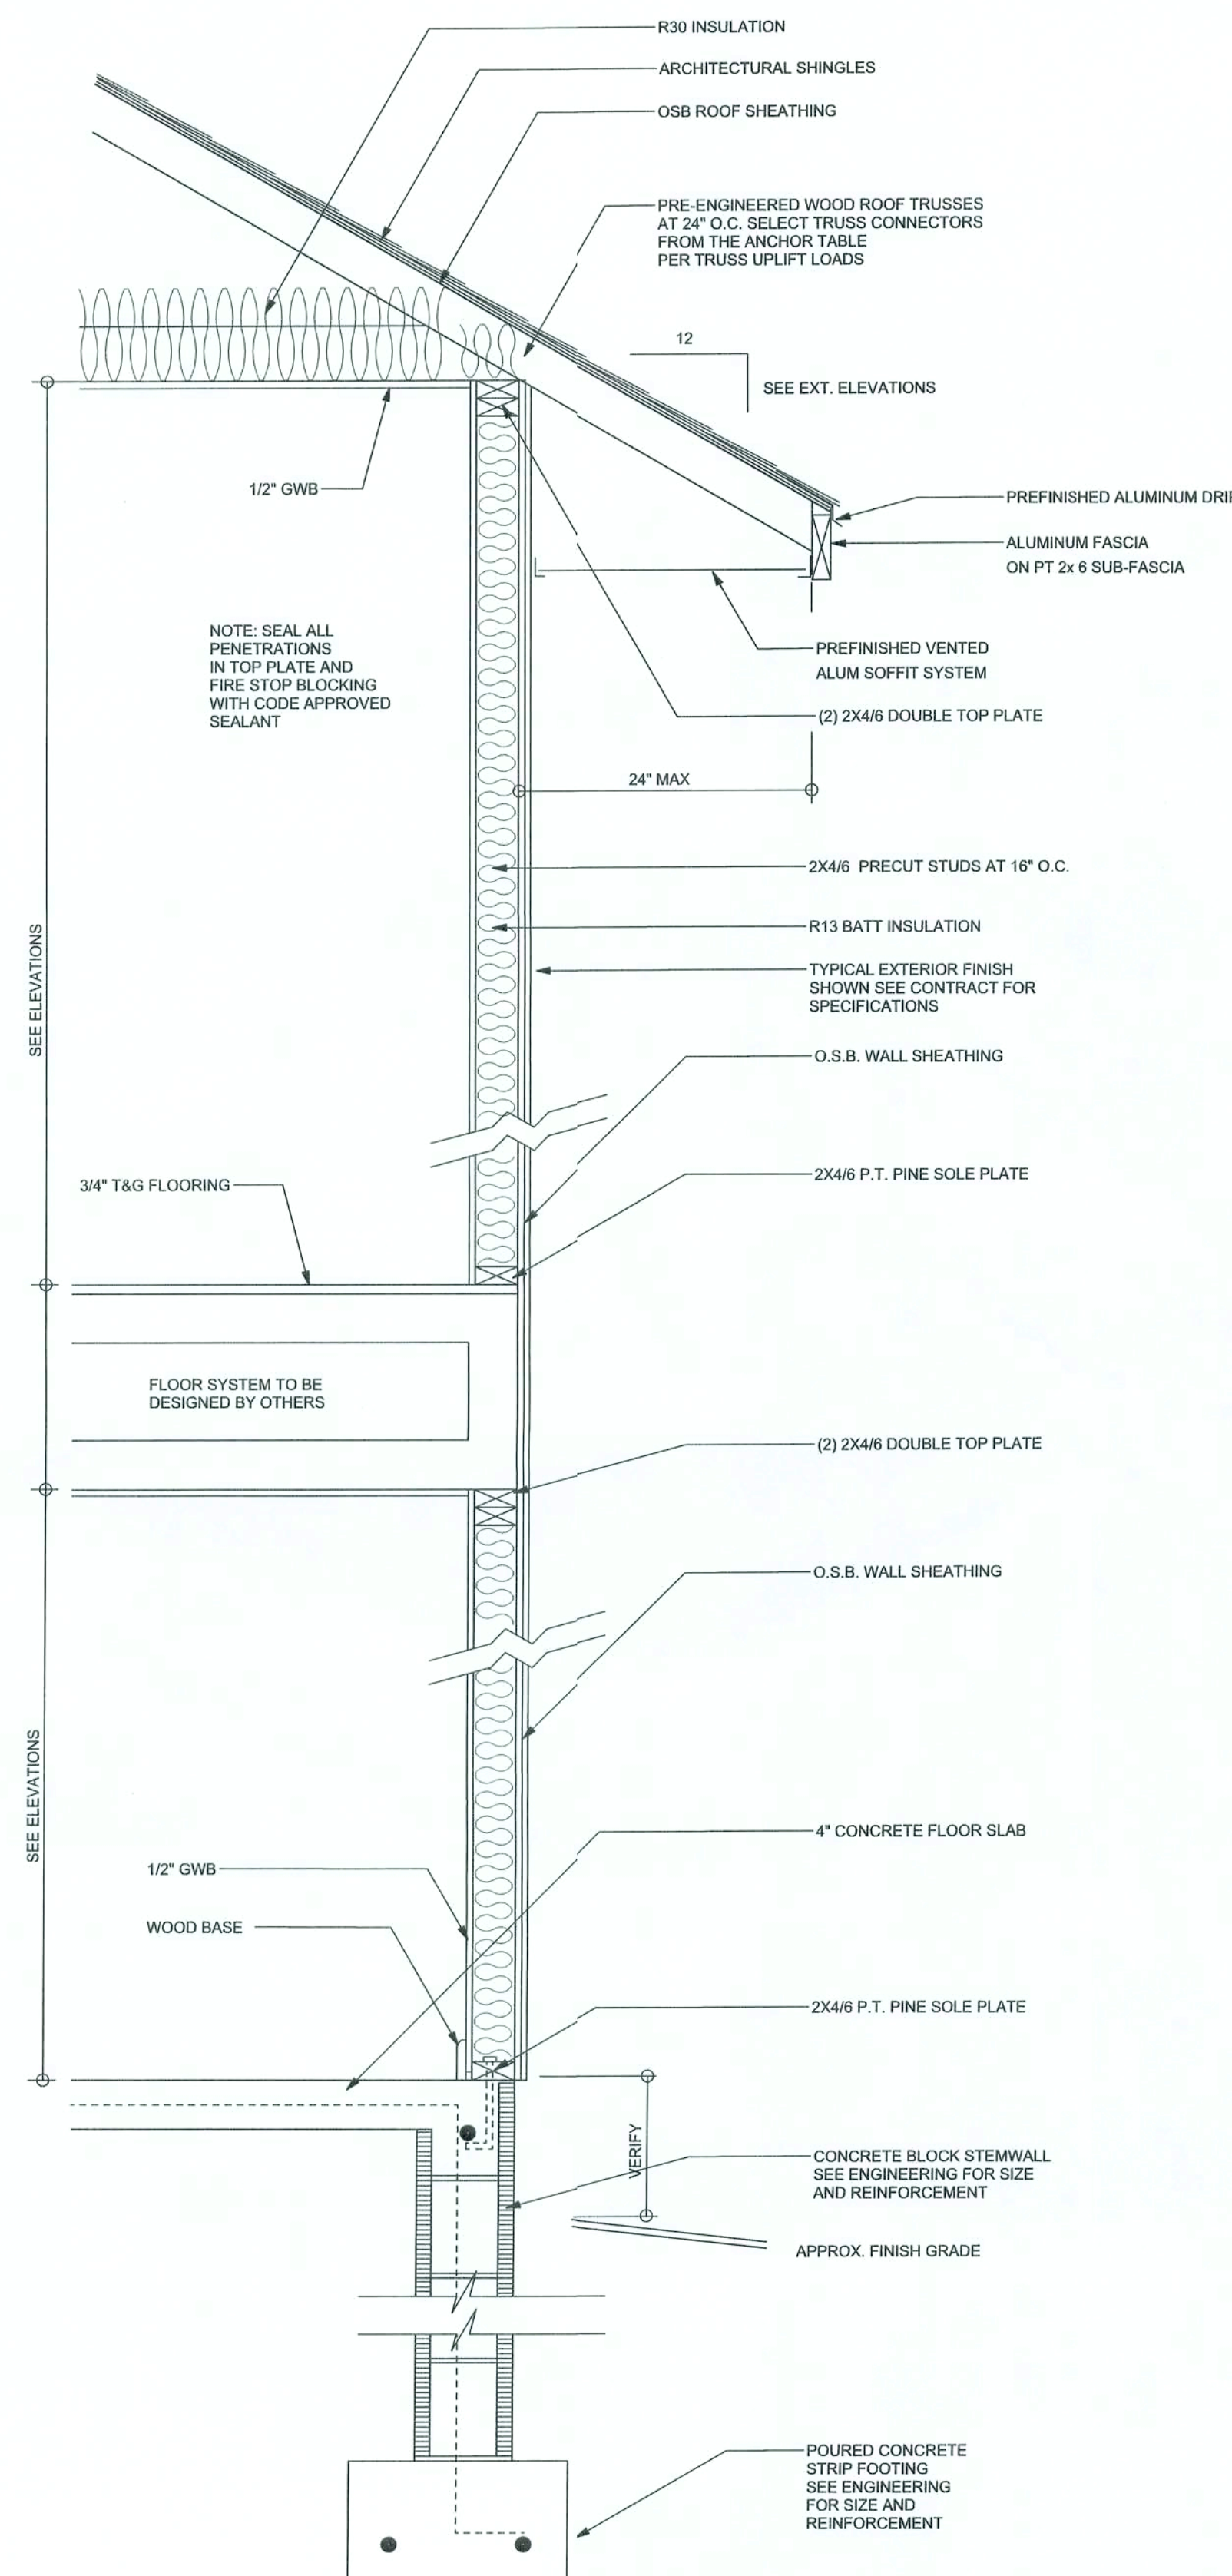 R30 INSULATION
ARCHITECTURAL SHINGLES
OSB ROOF SHEATHING
PRE-ENGINEERED WOOD ROOF TRUSSES
AT 24" O.C. SELECT TRUSS CONNECTORS
FROM THE ANCHOR TABLE
PER TRUSS UPLIFT LOADS
12
SEE EXT. ELEVATIONS
1/2" GWB
PREFINISHED ALUMINUM
ALUMINUM FASCIA
ON PT 2x 6 SUB-FASCIA
NOTE: SEAL ALL
PENETRATIONS
IN TOP PLATE AND
FIRE STOP BLOCKING
WITH CODE APPROVED
SEALANT
PREFINISHED VENTED
ALUM SOFFIT SYSTEM
(2) 2X4/6 DOUBLE TOP PLATE
24" MAX
2X4/6 PRECUT STUDS AT 16" O.C.
R13 BATT INSULATION
TYPICAL EXTERIOR FINISH
SHOWN SEE CONTRACT FOR
SPECIFICATIONS
SEE ELEVATIONS
O.S.B. WALL SHEATHING
2X4/6 P.T. PINE SOLE PLATE
3/4" T&G FLOORING
FLOOR SYSTEM TO BE
DESIGNED BY OTHERS
(2) 2X4/6 DOUBLE TOP PLATE
O.S.B. WALL SHEATHING
SEE ELEVATIONS
4" CONCRETE FLOOR SLAB
1/2" GWB
WOOD BASE
2X4/6 P.T. PINE SOLE PLATE
VERIFY
CONCRETE BLOCK STEMWALL
SEE ENGINEERING FOR SIZE
AND REINFORCEMENT
APPROX. FINISH GRADE
POURED CONCRETE
STRIP FOOTING
SEE ENGINEERING
FOR SIZE AND
REINFORCEMENT